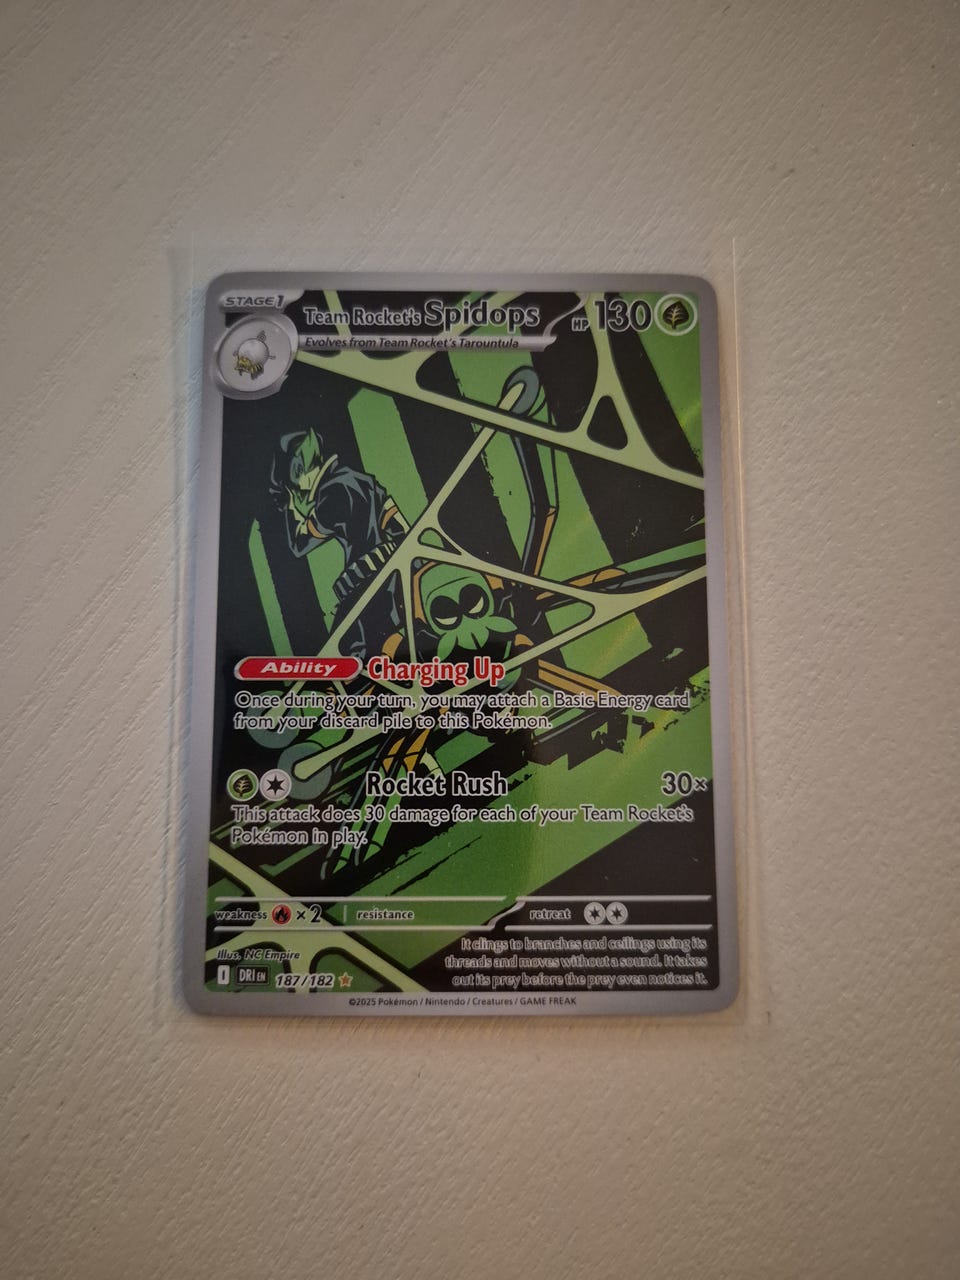 STAGE 1
Team Rocket's Spidops
HP 130
Evolves from Team Rocket's Tarountula
Ability Charging Up
Once during your turn, you may attach a Basic Energy card
from your discard pile to this Pokémon.
Rocket Rush 30×
This attack does 30 damage for each of your Team Rocket's
Pokémon in play.
weakness ×2 resistance retreat
It clings to branches and ceilings using its
threads and moves without a sound. It takes
out its prey before the prey even notices it.
Illus. NC Empire
I DRI EN 187/182
©2025 Pokémon / Nintendo / Creatures / GAME FREAK